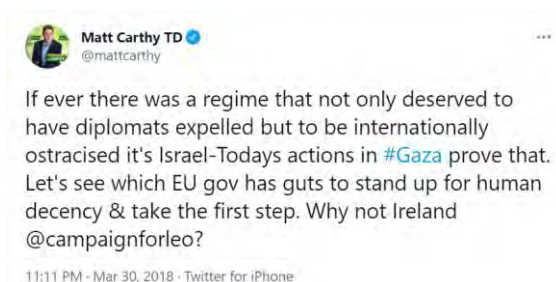 Matt Carthy TD
@mattcarthy
If ever there was a regime that not only deserved to
have diplomats expelled but to be internationally
ostracised it's Israel-Todays actions in #Gaza prove that.
Let's see which EU gov has guts to stand up for human
decency & take the first step. Why not Ireland
@campaignforleo?
11:11 PM · Mar 30, 2018 · Twitter for iPhone